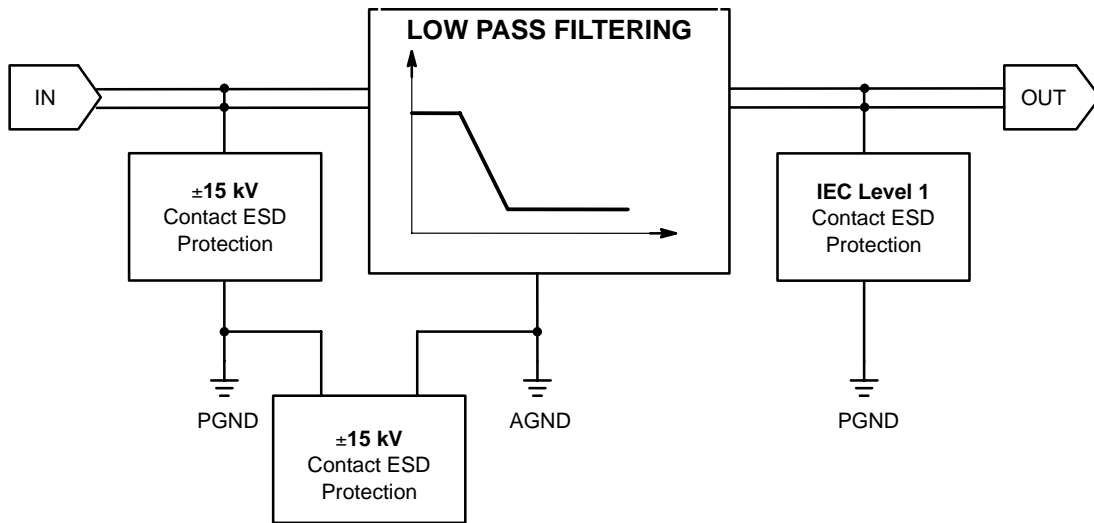 LOW PASS FILTERING
IN
OUT
±15 kV
Contact ESD
Protection
IEC Level 1
Contact ESD
Protection
PGND
AGND
PGND
±15 kV
Contact ESD
Protection